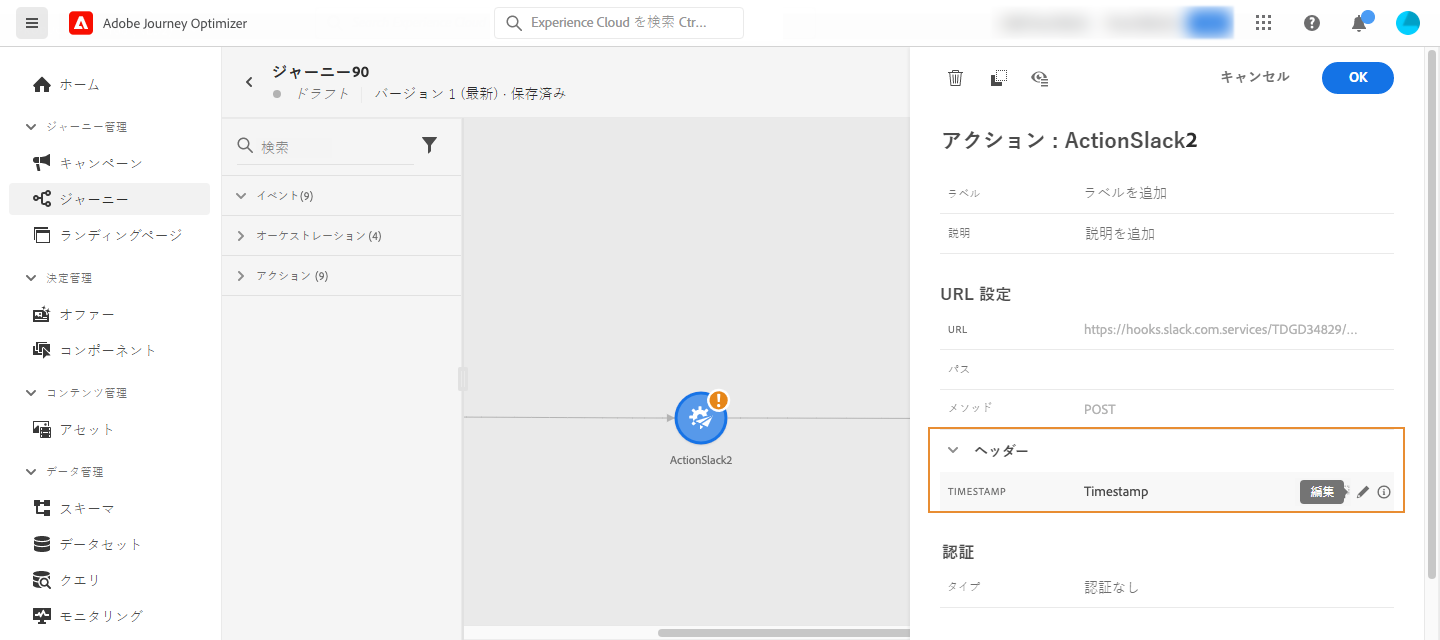 Adobe Journey Optimizer
Experience Cloud を検索 Ctr...
ホーム
ジャーニー管理
キャンペーン
ジャーニー
ランディングページ
決定管理
オファー
コンポーネント
コンテンツ管理
アセット
データ管理
スキーマ
データセット
クエリ
モニタリング
ジャーニー90
ドラフト
バージョン 1 (最新) · 保存済み
検索
イベント(9)
オーケストレーション (4)
アクション (9)
ActionSlack2
キャンセル
OK
アクション : ActionSlack2
ラベル ラベルを追加
説明 説明を追加
URL 設定
URL https://hooks.slack.com.services/TDGD34829/...
パス
メソッド POST
ヘッダー
TIMESTAMP Timestamp 編集
認証
タイプ 認証なし